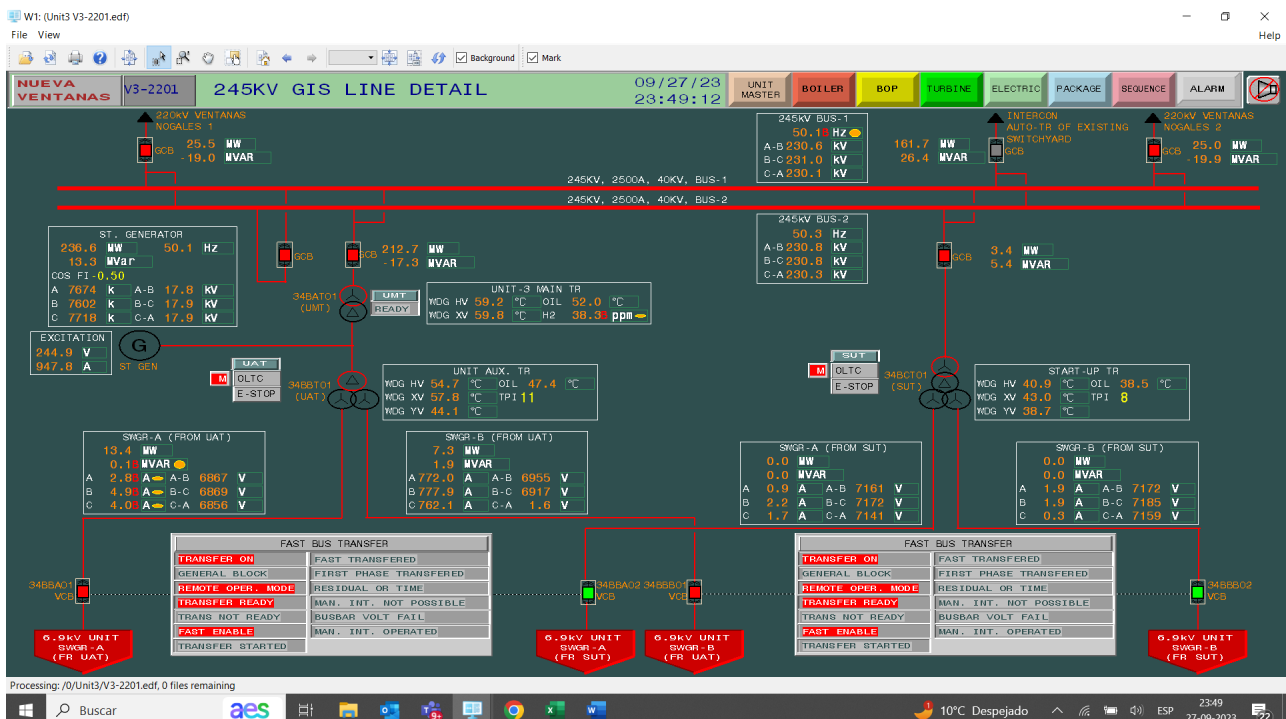 W1: (Unit3 V3-2201.edf)
File View Help
Background Mark
NUEVA VENTANAS
V3-2201
245KV GIS LINE DETAIL
09/27/23
23:49:12
UNIT MASTER
BOILER
BOP
TURBINE
ELECTRIC
PACKAGE
SEQUENCE
ALARM
220kV VENTANAS
NOGALES 1
GCB
25.5 MW
-19.0 MVAR
245kV BUS-1
50.1 Hz
A-B 230.6 kV
B-C 231.0 kV
C-A 230.1 kV
161.7 MW
26.4 MVAR
INTERCON
AUTO-TR OF EXISTING
SWITCHYARD
GCB
220kV VENTANAS
NOGALES 2
GCB
25.0 MW
-19.9 MVAR
245KV, 2500A, 40KV, BUS-1
245KV, 2500A, 40KV, BUS-2
ST. GENERATOR
236.6 MW 50.1 Hz
13.3 MVar
COS FI -0.50
A 7674 k A-B 17.8 kV
B 7602 k B-C 17.9 kV
C 7718 k C-A 17.9 kV
GCB
GCB
212.7 MW
-17.3 MVAR
245kV BUS-2
50.3 Hz
A-B 230.8 kV
B-C 230.8 kV
C-A 230.3 kV
GCB
3.4 MW
5.4 MVAR
34BAT01
(UMT)
UMT
READY
UNIT-3 MAIN TR
WDG HV 59.2 °C OIL 52.0 °C
WDG XV 59.8 °C H2 38.3 ppm
EXCITATION
244.9 V
947.8 A
G
ST GEN
UAT
M OLTC
E-STOP
34BBT01
(UAT)
UNIT AUX. TR
WDG HV 54.7 °C OIL 47.4 °C
WDG XV 57.8 °C TPI 11
WDG YV 44.1 °C
SUT
M OLTC
E-STOP
34BCT01
(SUT)
START-UP TR
WDG HV 40.9 °C OIL 38.5 °C
WDG XV 43.0 °C TPI 8
WDG YV 38.7 °C
SWGR-A (FROM UAT)
13.4 MW
0.1 MVAR
A 2.8 A A-B 6867 V
B 4.9 A B-C 6869 V
C 4.0 A C-A 6856 V
SWGR-B (FROM UAT)
7.3 MW
1.9 MVAR
A 772.0 A A-B 6955 V
B 777.9 A B-C 6917 V
C 762.1 A C-A 1.6 V
SWGR-A (FROM SUT)
0.0 MW
0.0 MVAR
A 0.9 A A-B 7161 V
B 2.2 A B-C 7172 V
C 1.7 A C-A 7141 V
SWGR-B (FROM SUT)
0.0 MW
0.0 MVAR
A 1.9 A A-B 7172 V
B 1.9 A B-C 7185 V
C 0.3 A C-A 7159 V
FAST BUS TRANSFER
TRANSFER ON FAST TRANSFERED
GENERAL BLOCK FIRST PHASE TRANSFERED
REMOTE OPER. MODE RESIDUAL OR TIME
TRANSFER READY MAN. INT. NOT POSSIBLE
TRANS NOT READY BUSBAR VOLT FAIL
FAST ENABLE MAN. INT. OPERATED
TRANSFER STARTED
FAST BUS TRANSFER
TRANSFER ON FAST TRANSFERED
GENERAL BLOCK FIRST PHASE TRANSFERED
REMOTE OPER. MODE RESIDUAL OR TIME
TRANSFER READY MAN. INT. NOT POSSIBLE
TRANS NOT READY BUSBAR VOLT FAIL
FAST ENABLE MAN. INT. OPERATED
TRANSFER STARTED
34BBA01
VCB
34BBA02
VCB
34BBB01
VCB
34BBB02
VCB
6.9kV UNIT
SWGR-A
(FR UAT)
6.9kV UNIT
SWGR-A
(FR SUT)
6.9kV UNIT
SWGR-B
(FR UAT)
6.9kV UNIT
SWGR-B
(FR SUT)
Processing: /0/Unit3/V3-2201.edf, 0 files remaining
Buscar
aes
10°C Despejado
ESP
23:49
27-09-2023